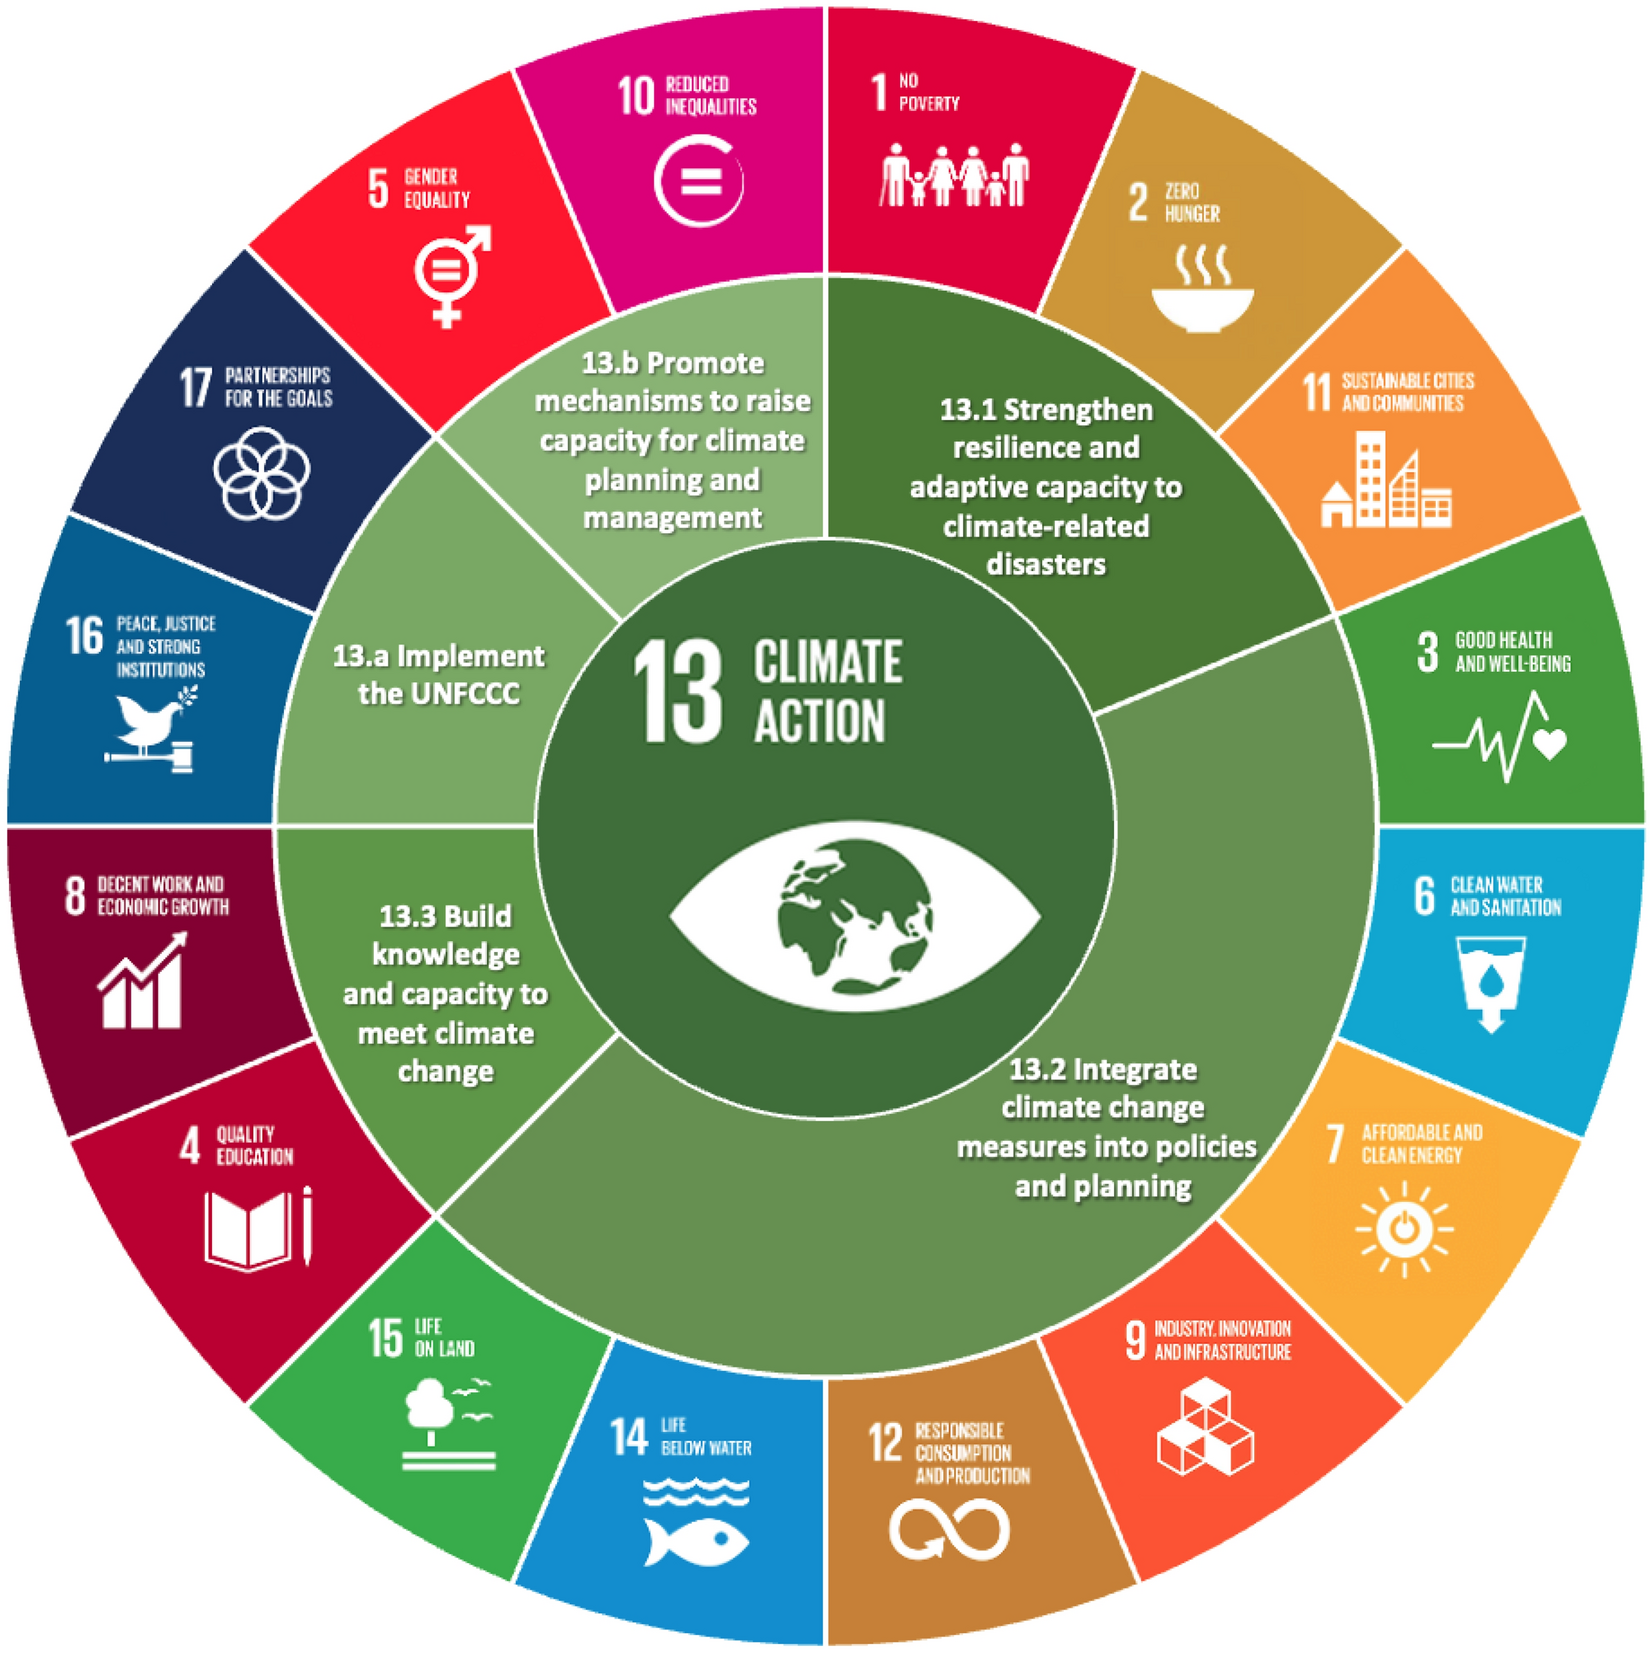 13 CLIMATE
ACTION
13.1 Strengthen
resilience and
adaptive capacity to
climate-related
disasters
13.2 Integrate
climate change
measures into policies
and planning
13.3 Build
knowledge
and capacity to
meet climate
change
13.a Implement
the UNFCCC
13.b Promote
mechanisms to raise
capacity for climate
planning and
management
1 NO
POVERTY
2 ZERO
HUNGER
11 SUSTAINABLE CITIES
AND COMMUNITIES
3 GOOD HEALTH
AND WELL-BEING
6 CLEAN WATER
AND SANITATION
7 AFFORDABLE AND
CLEAN ENERGY
9 INDUSTRY, INNOVATION
AND INFRASTRUCTURE
12 RESPONSIBLE
CONSUMPTION
AND PRODUCTION
14 LIFE
BELOW WATER
15 LIFE
ON LAND
4 QUALITY
EDUCATION
8 DECENT WORK AND
ECONOMIC GROWTH
16 PEACE, JUSTICE
AND STRONG
INSTITUTIONS
17 PARTNERSHIPS
FOR THE GOALS
5 GENDER
EQUALITY
10 REDUCED
INEQUALITIES